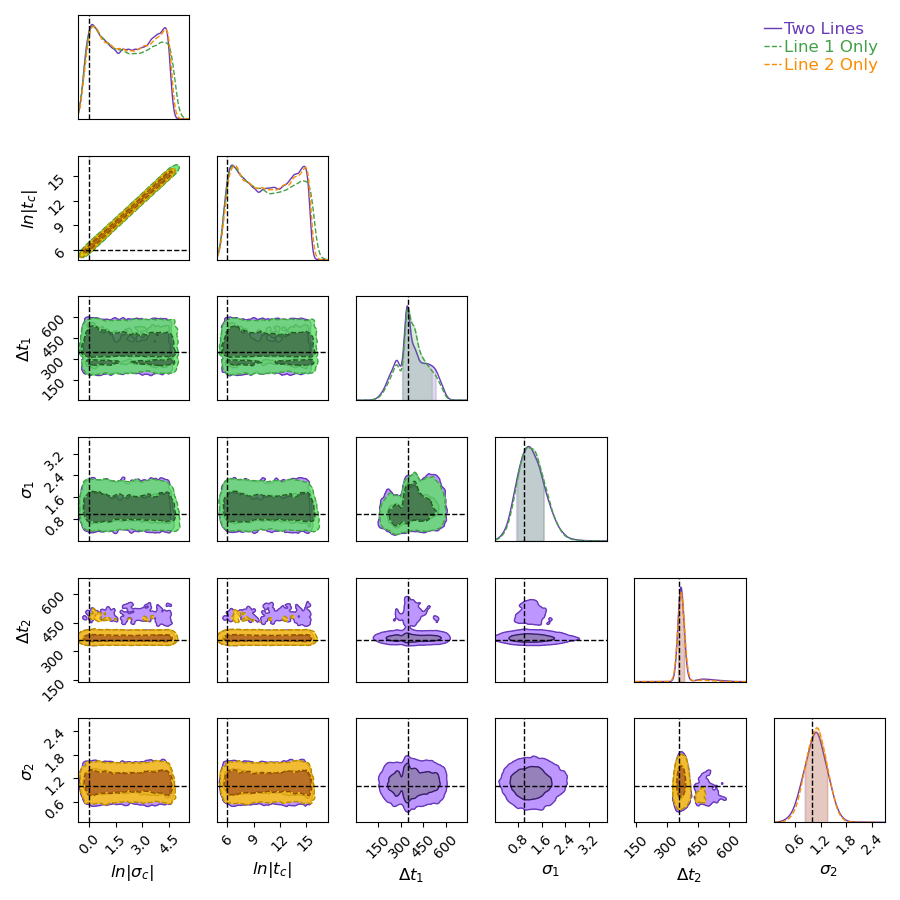 Two Lines
Line 1 Only
Line 2 Only
ln|t_c|
15
12
9
6
Δt_1
600
450
300
150
σ_1
3.2
2.4
1.6
0.8
Δt_2
600
450
300
150
σ_2
2.4
1.8
1.2
0.6
0.0 1.5 3.0 4.5 6 9 12 15 150 300 450 600 0.8 1.6 2.4 3.2 150 300 450 600 0.6 1.2 1.8 2.4
ln|σ_c| ln|t_c| Δt_1 σ_1 Δt_2 σ_2